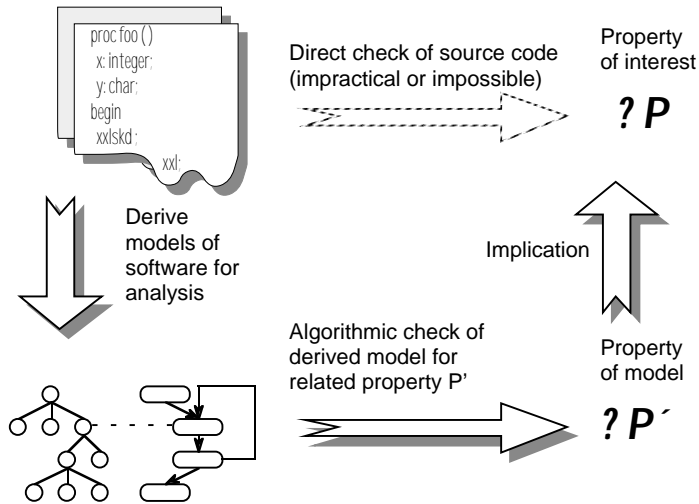 proc foo ( )
x: integer;
y: char;
begin
xxlskd ;
xxl;
Direct check of source code
(impractical or impossible)
Property
of interest
? P
Derive
models of
software for
analysis
Implication
Algorithmic check of
derived model for
related property P'
Property
of model
? P ´